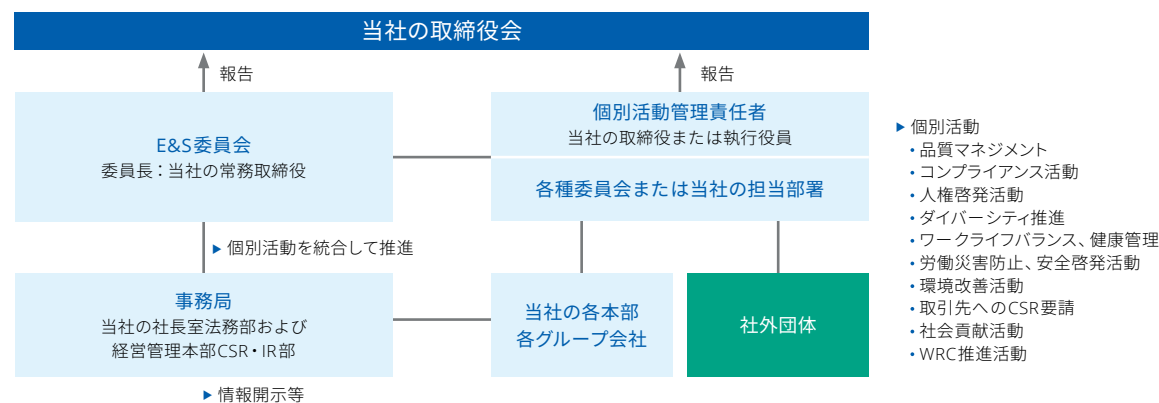 当社の取締役会
報告
報告
E&S委員会
委員長：当社の常務取締役
個別活動管理責任者
当社の取締役または執行役員
各種委員会または当社の担当部署
▶ 個別活動を統合して推進
事務局
当社の社長室法務部および
経営管理本部CSR・IR部
当社の各本部
各グループ会社
社外団体
▶ 情報開示等
▶ 個別活動
• 品質マネジメント
• コンプライアンス活動
• 人権啓発活動
• ダイバーシティ推進
• ワークライフバランス、健康管理
• 労働災害防止、安全啓発活動
• 環境改善活動
• 取引先へのCSR要請
• 社会貢献活動
• WRC推進活動